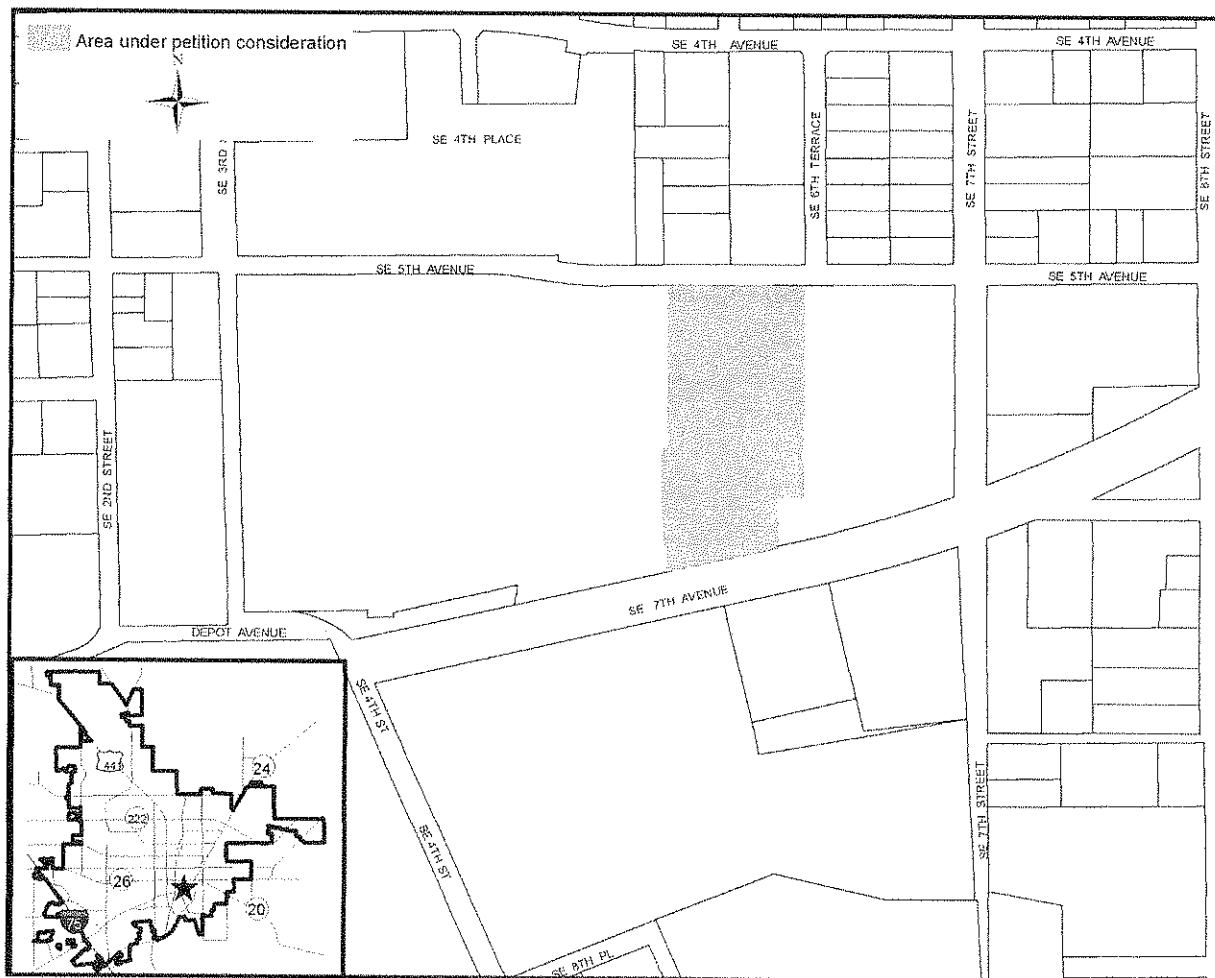 Area under petition consideration
N
SE 4TH AVENUE
SE 4TH AVENUE
SE 4TH PLACE
SE 3RD
SE 6TH TERRACE
SE 7TH STREET
SE 8TH STREET
SE 5TH AVENUE
SE 5TH AVENUE
SE 2ND STREET
SE 7TH AVENUE
DEPOT AVENUE
SE 4TH ST
SE 4TH ST
SE 7TH STREET
SE 8TH PL
441
24
222
26
20
75